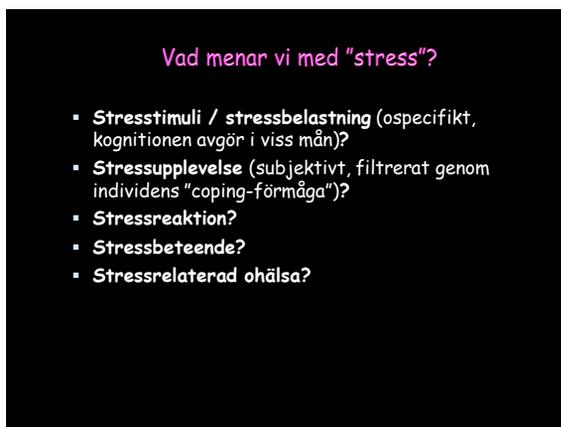 Vad menar vi med ”stress”?
▪ Stresstimuli / stressbelastning (ospecifikt,
kognitionen avgör i viss mån)?
▪ Stressupplevelse (subjektivt, filtrerat genom
individens ”coping-förmåga”)?
▪ Stressreaktion?
▪ Stressbeteende?
▪ Stressrelaterad ohälsa?